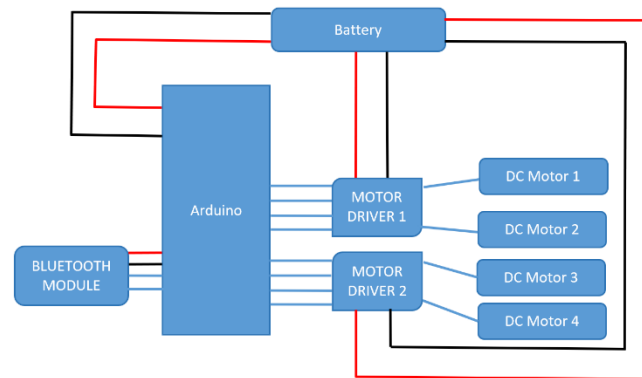 Battery
Arduino
MOTOR
DRIVER 1
DC Motor 1
DC Motor 2
BLUETOOTH
MODULE
MOTOR
DRIVER 2
DC Motor 3
DC Motor 4